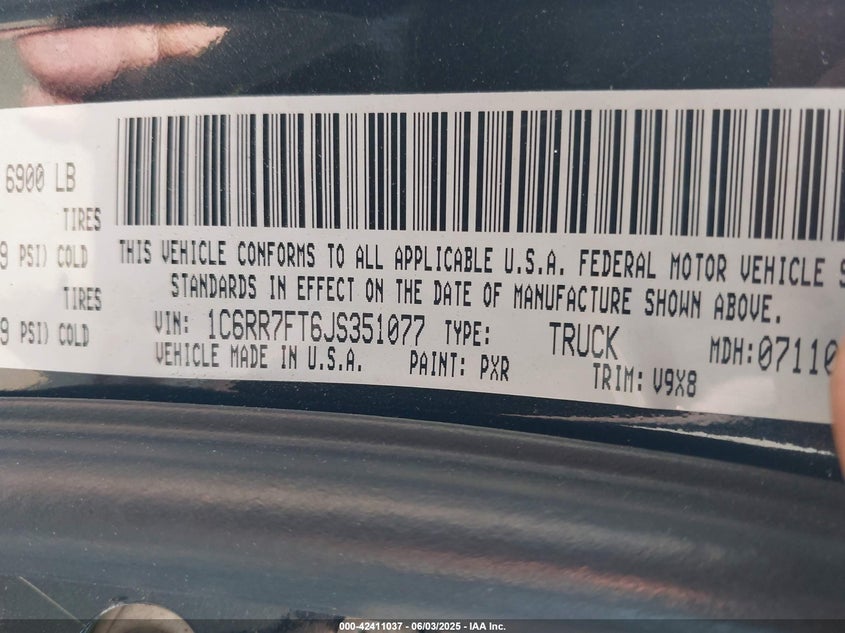 6900 LB
TIRES
9 PSI) COLD
TIRES
9 PSI) COLD
THIS VEHICLE CONFORMS TO ALL APPLICABLE U.S.A. FEDERAL MOTOR VEHICLE S
STANDARDS IN EFFECT ON THE DATE OF MANUFACTURE SHOWN ABOVE.
VIN: 1C6RR7FT6JS351077 TYPE: TRUCK MDH: 07110
VEHICLE MADE IN U.S.A. PAINT: PXR TRIM: V9X8
000-42411037 - 06/03/2025 - IAA Inc.